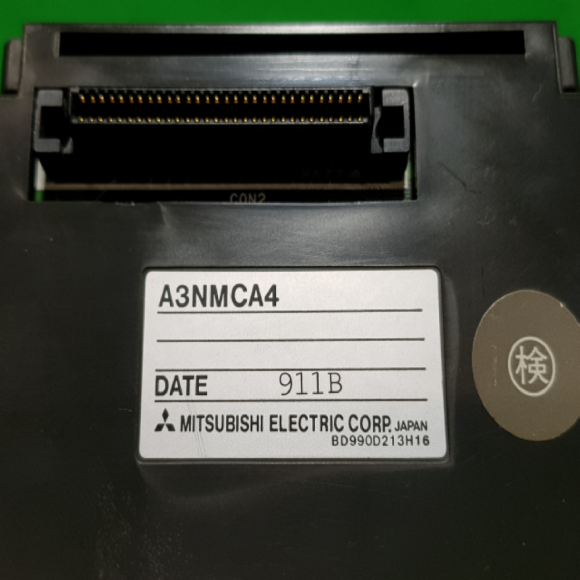 CON2
A3NMCA4
DATE 911B
MITSUBISHI ELECTRIC CORP. JAPAN
BD990D213H16
検